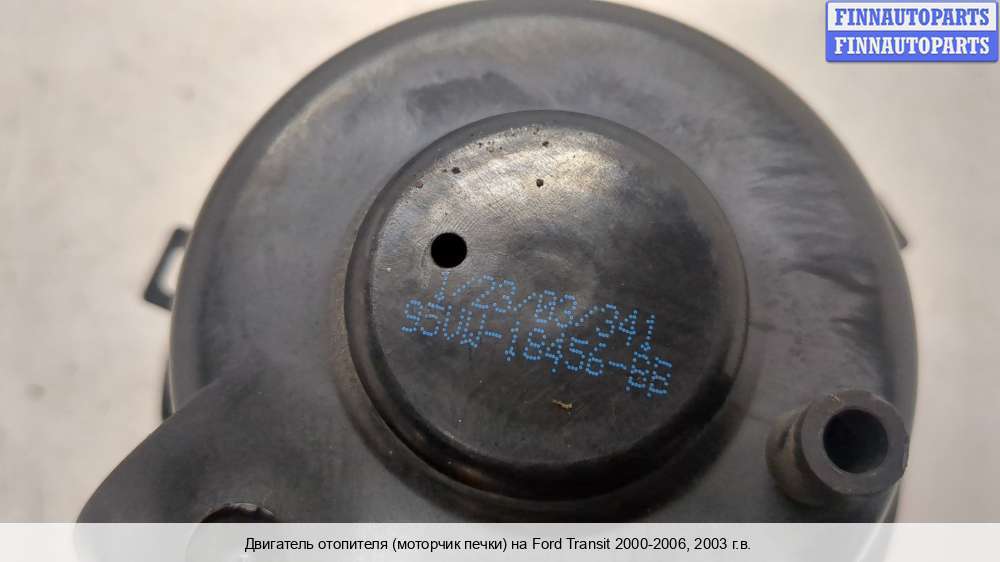 FINNAUTOPARTS
FINNAUTOPARTS
1/23/03/341
95VW-18456-BB
Двигатель отопителя (моторчик печки) на Ford Transit 2000-2006, 2003 г.в.